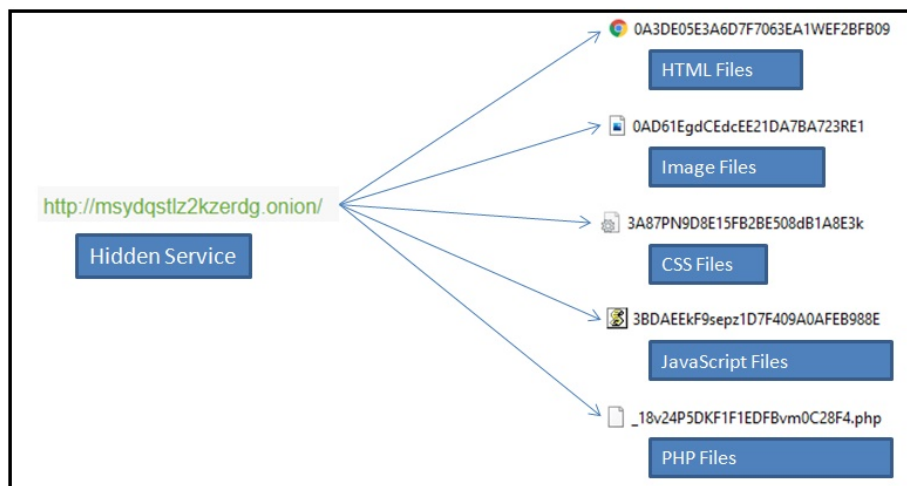 0A3DE05E3A6D7F7063EA1WEF2BFB09
HTML Files
0AD61EgdCEdcEE21DA7BA723RE1
Image Files
http://msydqstlz2kzerdg.onion/
Hidden Service
3A87PN9D8E15FB2BE508dB1A8E3k
CSS Files
3BDAEEkF9sepz1D7F409A0AFEB988E
JavaScript Files
_18v24P5DKF1F1EDFBvm0C28F4.php
PHP Files